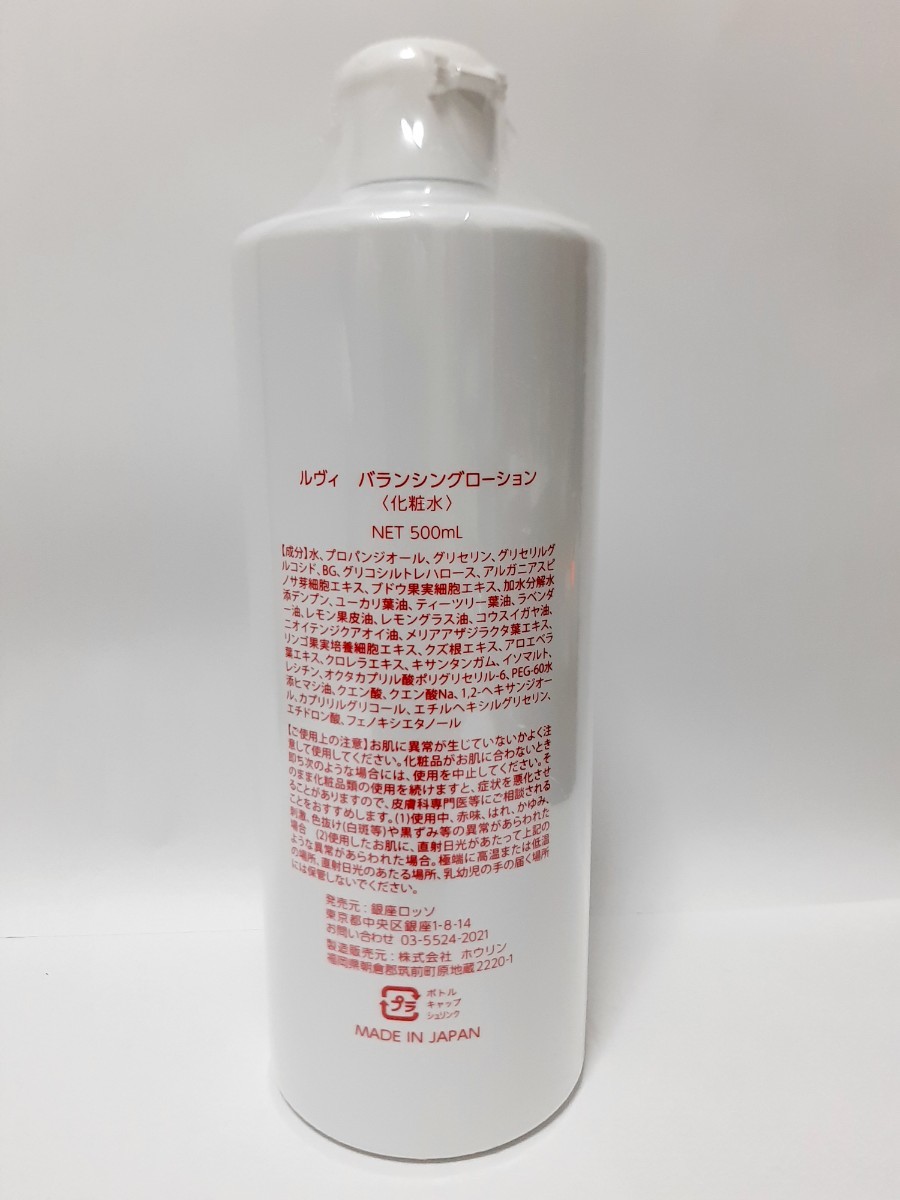 ルヴィ　バランシングローション
〈化粧水〉
NET 500mL
【成分】水、プロパンジオール、グリセリン、グリセリルグ
ルコシド、BG、グリコシルトレハロース、アルガニアスピ
ノサ芽細胞エキス、ブドウ果実細胞エキス、加水分解水
添デンプン、ユーカリ葉油、ティーツリー葉油、ラベンダ
ー油、レモン果皮油、レモングラス油、コウスイガヤ油、
ニオイテンジクアオイ油、メリアアザジラクタ葉エキス、
リンゴ果実培養細胞エキス、クズ根エキス、アロエベラ
葉エキス、クロレラエキス、キサンタンガム、イソマルト、
レシチン、オクタカプリル酸ポリグリセリル-6、PEG-60水
添ヒマシ油、クエン酸、クエン酸Na、1,2-ヘキサンジオー
ル、カプリリルグリコール、エチルヘキシルグリセリン、
エチドロン酸、フェノキシエタノール
【ご使用上の注意】お肌に異常が生じていないかよく注
意して使用してください。化粧品がお肌に合わないとき
即ち次のような場合には、使用を中止してください。そ
のまま化粧品類の使用を続けますと、症状を悪化させ
ることがありますので、皮膚科専門医等にご相談される
ことをおすすめします。(1)使用中、赤味、はれ、かゆみ、
刺激、色抜け(白斑等)や黒ずみ等の異常があらわれた
場合　(2)使用したお肌に、直射日光があたって上記の
ような異常があらわれた場合。極端に高温または低温
の場所、直射日光のあたる場所、乳幼児の手の届く場所
には保管しないでください。
発売元：銀座ロッソ
東京都中央区銀座1-8-14
お問い合わせ 03-5524-2021
製造販売元：株式会社 ホウリン
福岡県朝倉郡筑前町原地蔵2220-1
プラ
ボトル
キャップ
シュリンク
MADE IN JAPAN